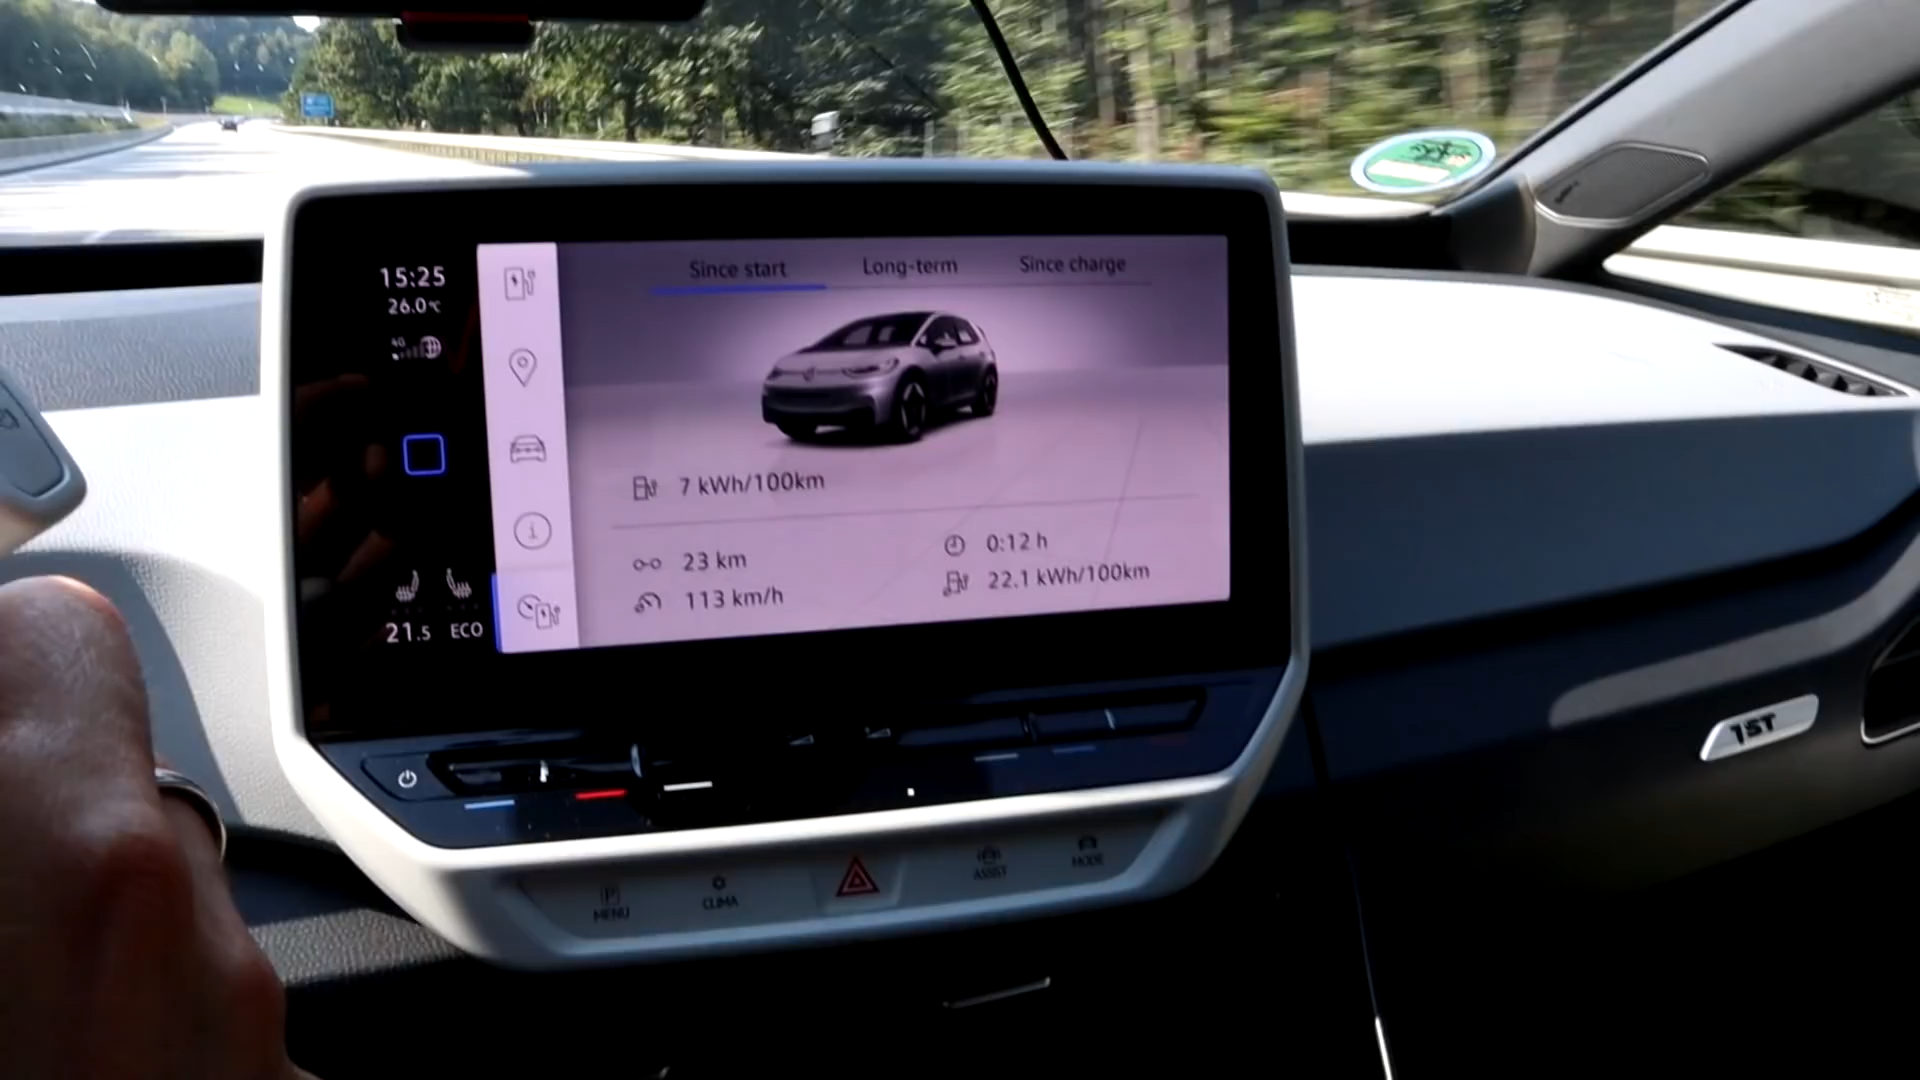 15:25
26.0°C
4G
Since start
Long-term
Since charge
7 kWh/100km
23 km
0:12 h
113 km/h
22.1 kWh/100km
21.5
ECO
1ST
P
MENU
CLIMA
ASSIST
MODE